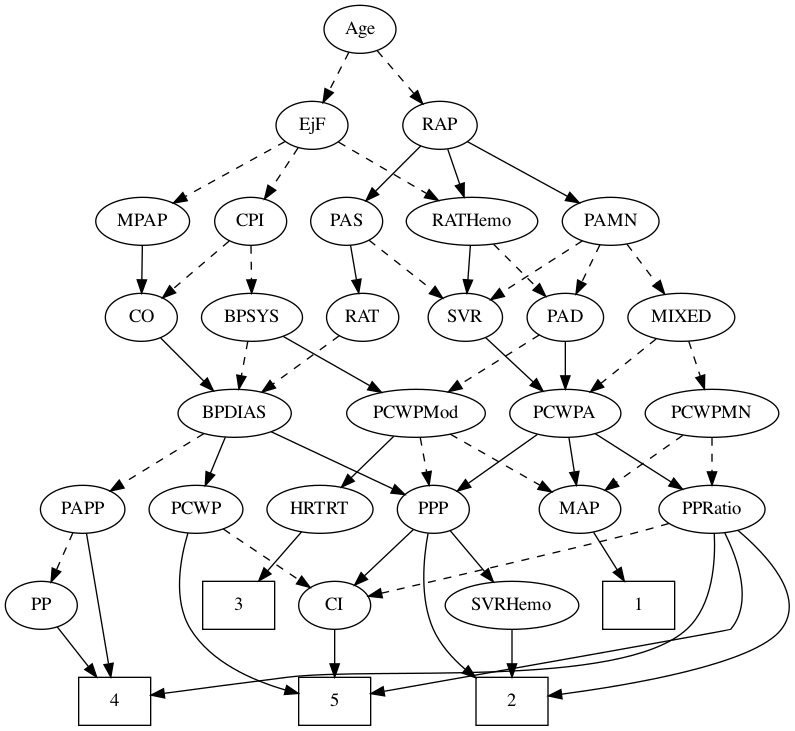 Age
EjF RAP
MPAP CPI PAS RATHemo PAMN
CO BPSYS RAT SVR PAD MIXED
BPDIAS PCWPMod PCWPA PCWPMN
PAPP PCWP HRTRT PPP MAP PPRatio
PP 3 CI SVRHemo 1
4 5 2